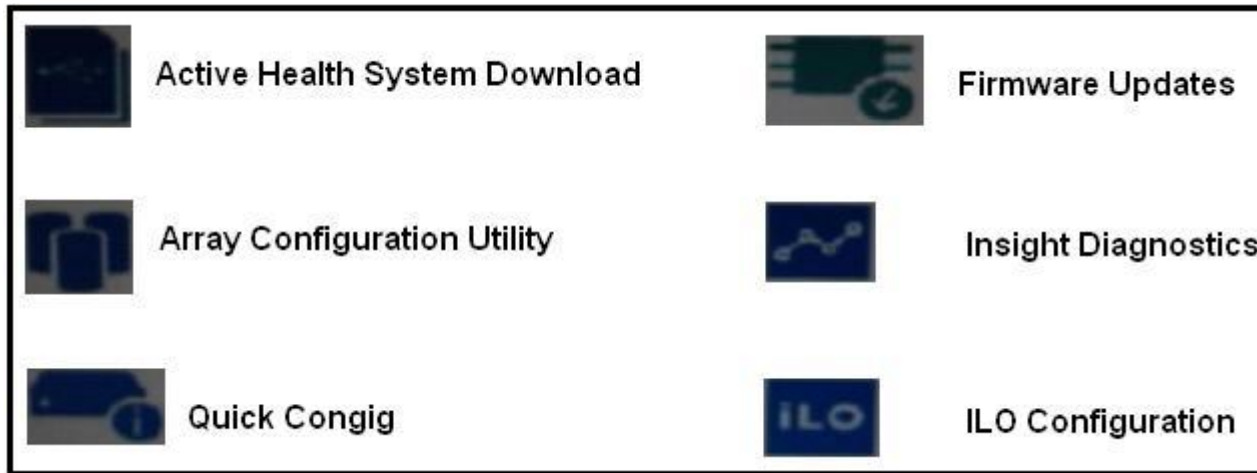 Active Health System Download
Firmware Updates
Array Configuration Utility
Insight Diagnostics
Quick Congig
iLO
ILO Configuration